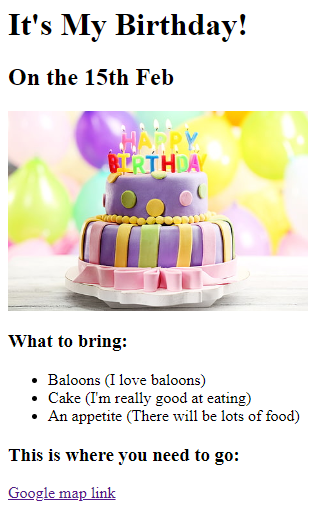 It's My Birthday!
On the 15th Feb
HAPPY
BIRTHDAY
What to bring:
Baloons (I love baloons)
Cake (I'm really good at eating)
An appetite (There will be lots of food)
This is where you need to go:
Google map link